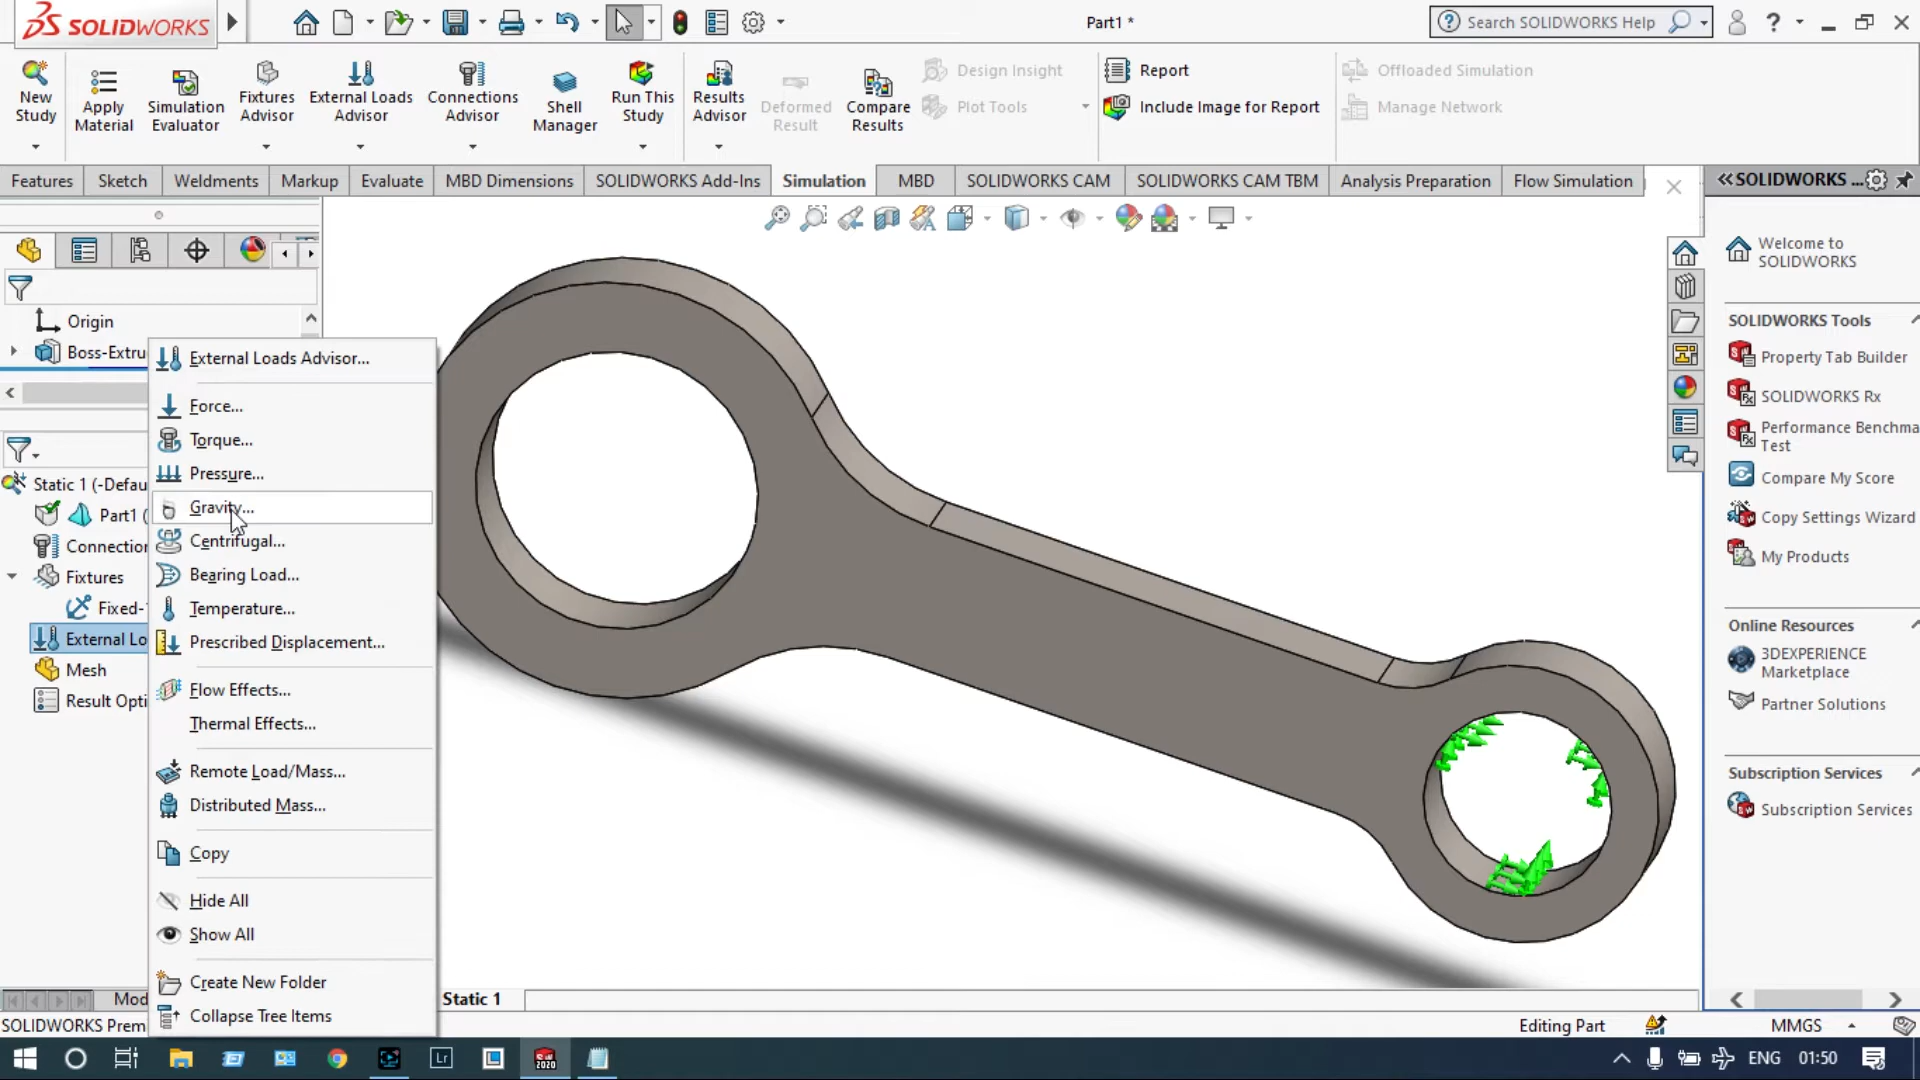 SOLIDWORKS
Part1 *
Search SOLIDWORKS Help
New
Study
Apply
Material
Simulation
Evaluator
Fixtures
Advisor
External Loads
Advisor
Connections
Advisor
Shell
Manager
Run This
Study
Results
Advisor
Deformed
Result
Compare
Results
Design Insight
Plot Tools
Report
Include Image for Report
Offloaded Simulation
Manage Network
Features
Sketch
Weldments
Markup
Evaluate
MBD Dimensions
SOLIDWORKS Add-Ins
Simulation
MBD
SOLIDWORKS CAM
SOLIDWORKS CAM TBM
Analysis Preparation
Flow Simulation
SOLIDWORKS ...
Origin
Boss-Extru
Static 1 (-Defau
Part1 (
Connection
Fixtures
Fixed-
External Lo
Mesh
Result Opti
External Loads Advisor...
Force...
Torque...
Pressure...
Gravity...
Centrifugal...
Bearing Load...
Temperature...
Prescribed Displacement...
Flow Effects...
Thermal Effects...
Remote Load/Mass...
Distributed Mass...
Copy
Hide All
Show All
Create New Folder
Collapse Tree Items
Welcome to
SOLIDWORKS
SOLIDWORKS Tools
Property Tab Builder
SOLIDWORKS Rx
Performance Benchma
Test
Compare My Score
Copy Settings Wizard
My Products
Online Resources
3DEXPERIENCE
Marketplace
Partner Solutions
Subscription Services
Subscription Services
Mod
Static 1
SOLIDWORKS Prem
Editing Part
MMGS
Lr
SW
2020
ENG
01:50